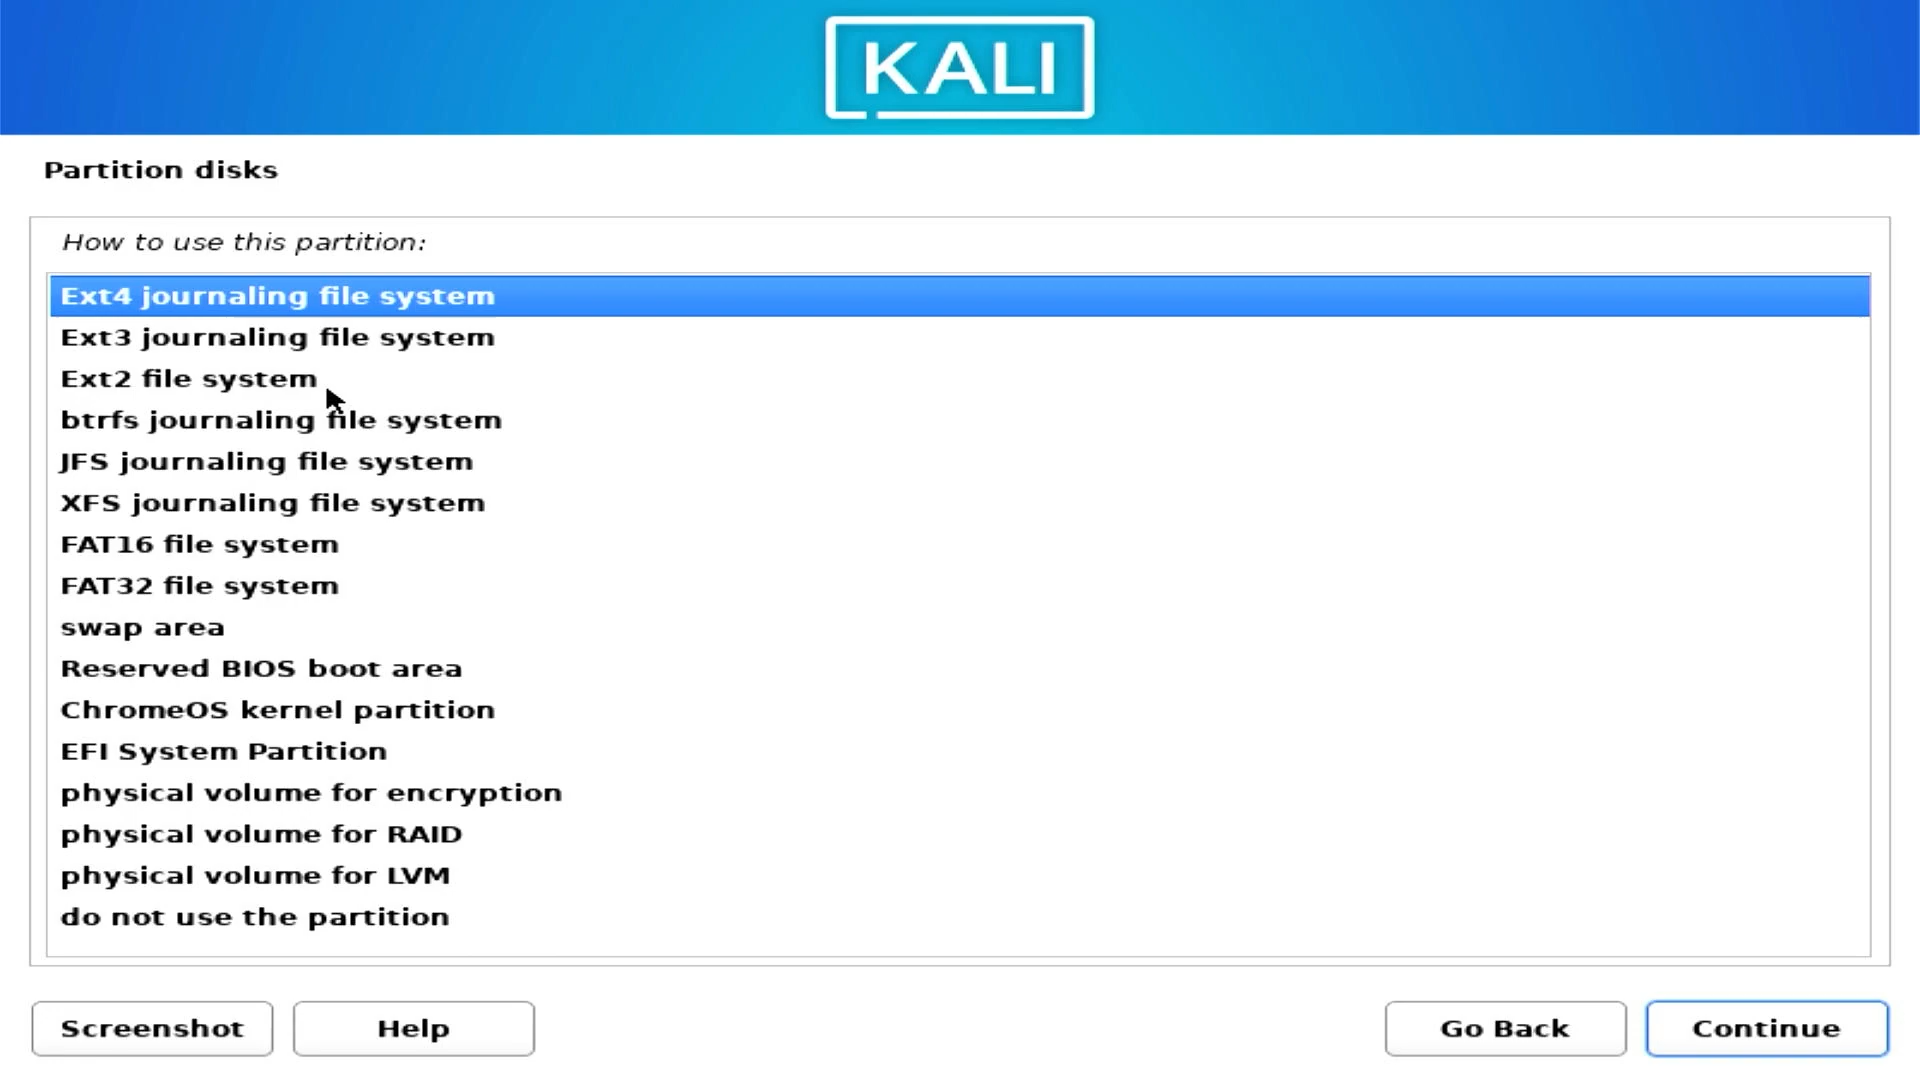 KALI
Partition disks
How to use this partition:
Ext4 journaling file system
Ext3 journaling file system
Ext2 file system
btrfs journaling file system
JFS journaling file system
XFS journaling file system
FAT16 file system
FAT32 file system
swap area
Reserved BIOS boot area
ChromeOS kernel partition
EFI System Partition
physical volume for encryption
physical volume for RAID
physical volume for LVM
do not use the partition
Screenshot Help Go Back Continue